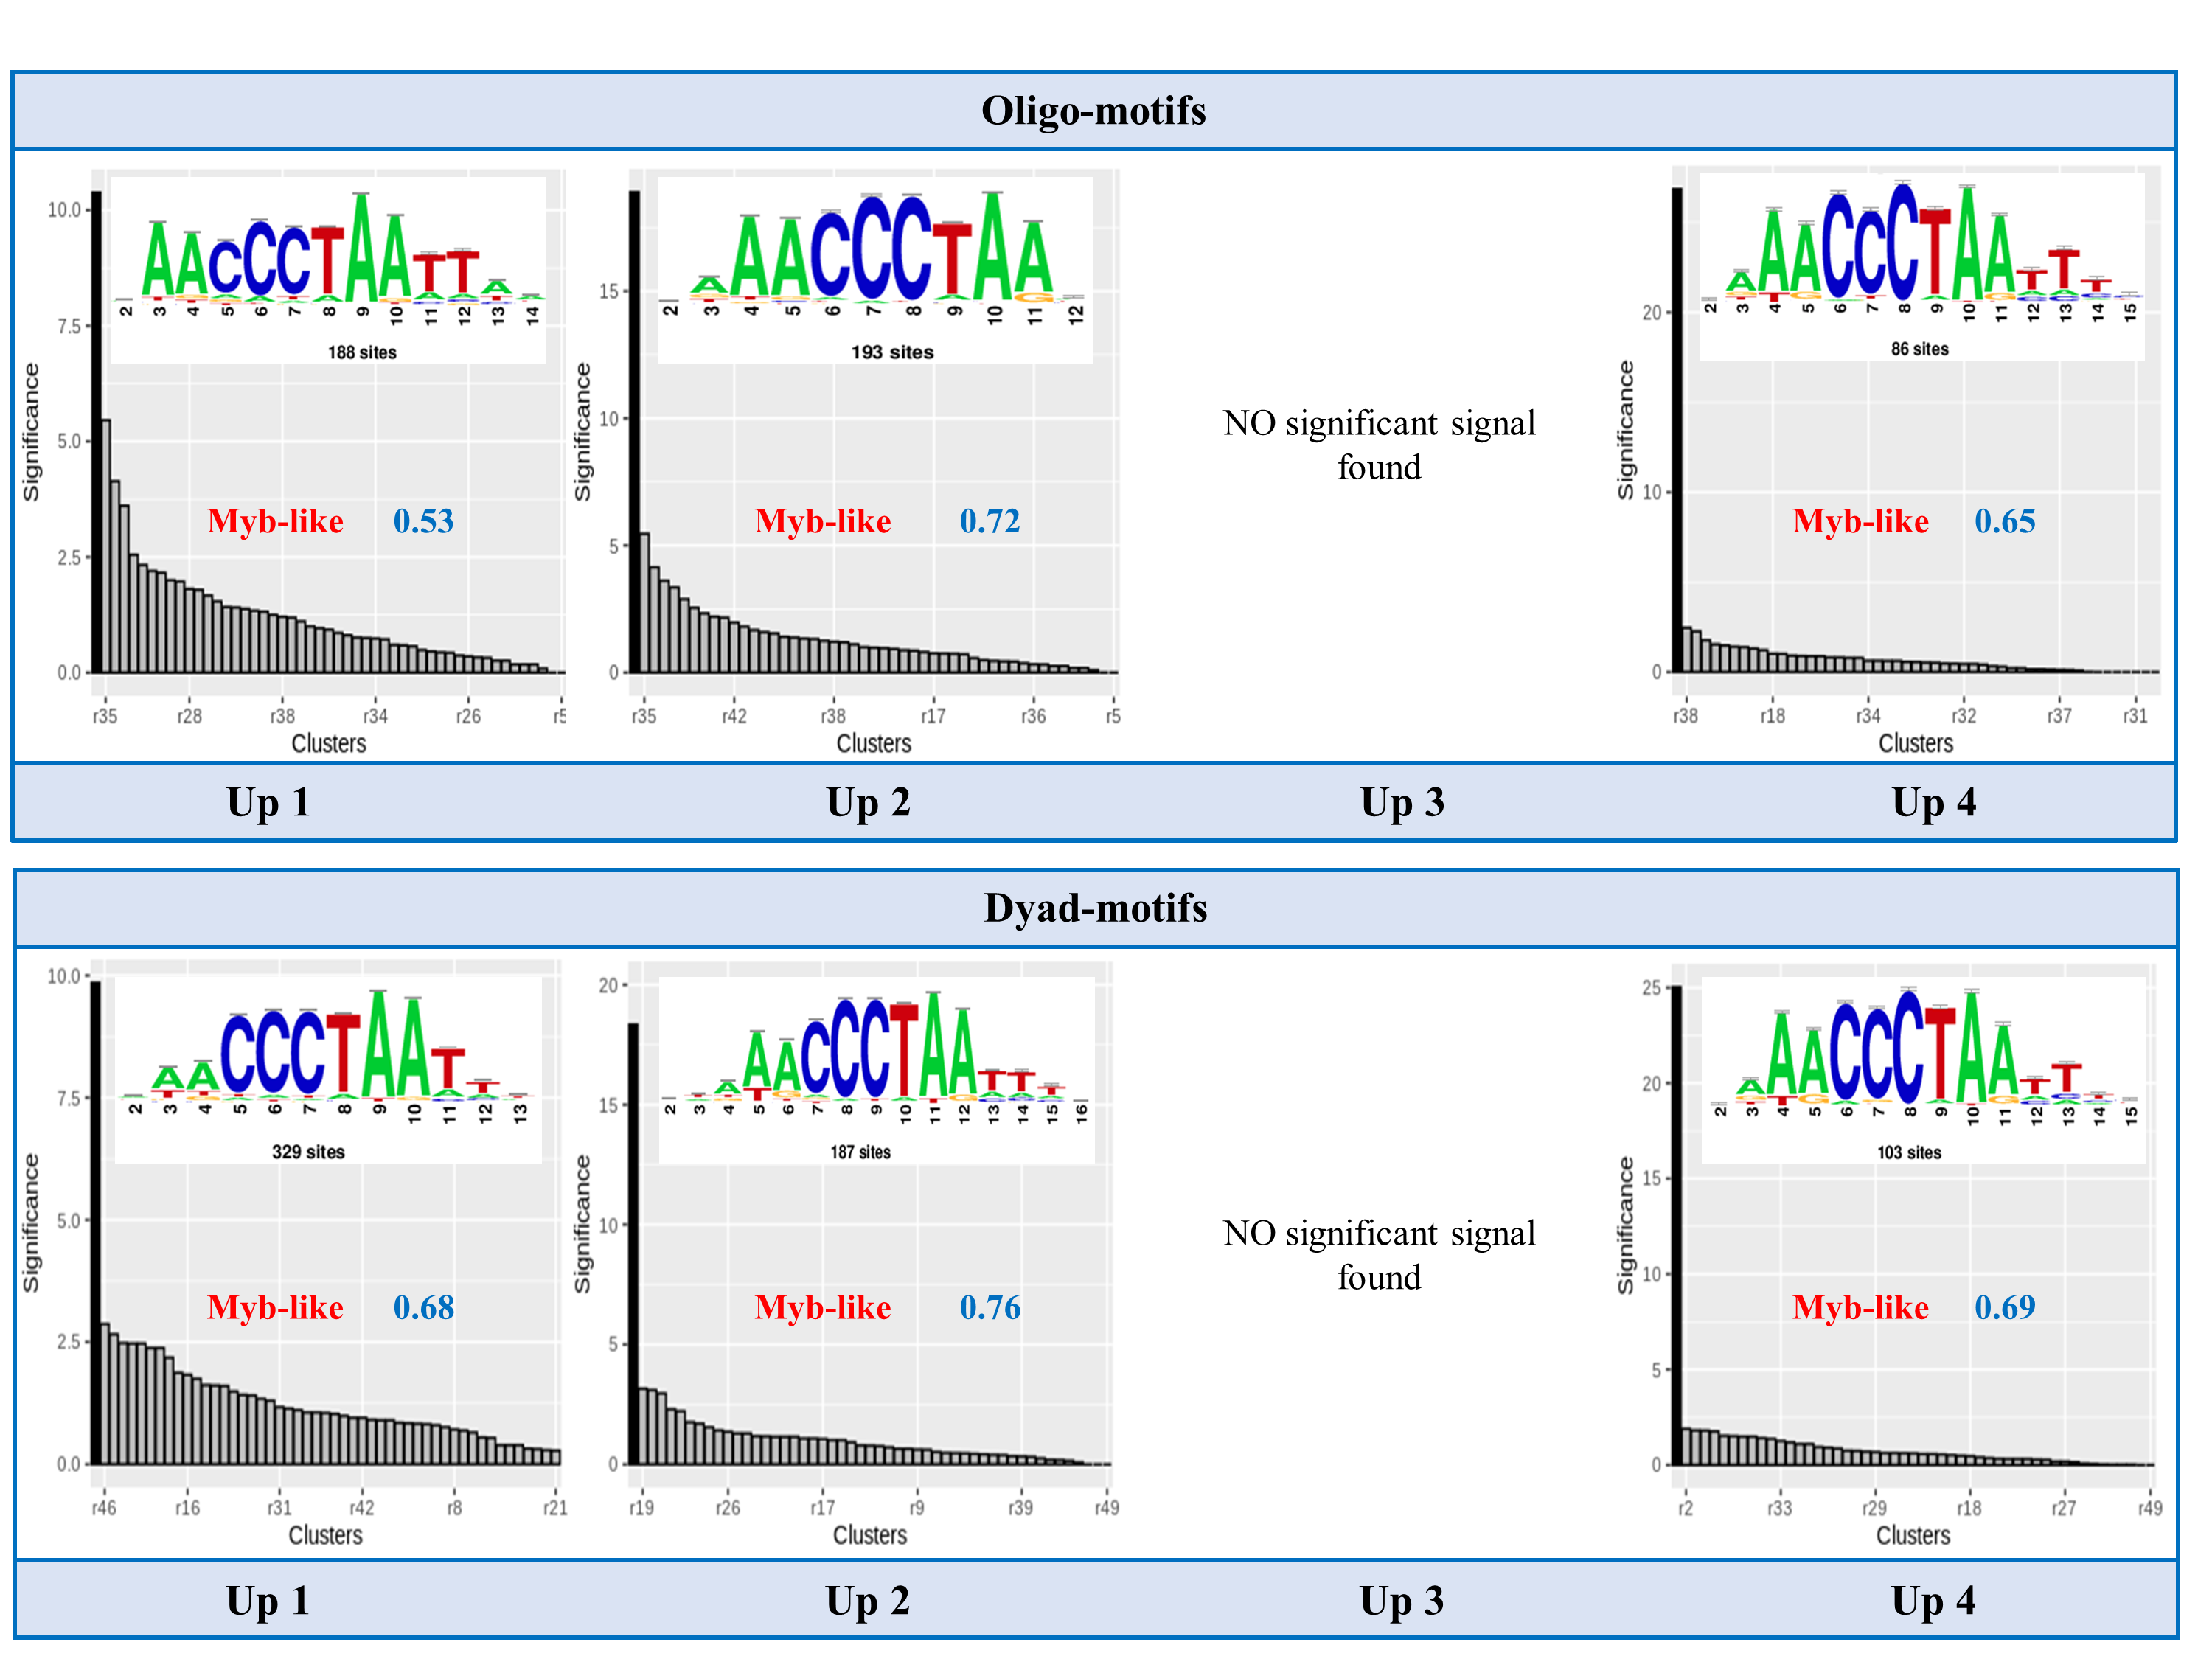 Oligo-motifs
10.0
7.5
5.0
2.5
0.0
Significance
AACCCTAATTA
2 3 4 5 6 7 8 9 10 11 12 13 14
188 sites
Myb-like 0.53
r35 r28 r38 r34 r26 r5
Clusters
15
10
5
0
Significance
AAACCCTAA
2 3 4 5 6 7 8 9 10 11 12
193 sites
Myb-like 0.72
r35 r42 r38 r17 r36 r5
Clusters
NO significant signal
found
20
10
0
Significance
AAACCCTAATTT
2 3 4 5 6 7 8 9 10 11 12 13 14 15
86 sites
Myb-like 0.65
r38 r18 r34 r32 r37 r31
Clusters
Up 1 Up 2 Up 3 Up 4
Dyad-motifs
10.0
7.5
5.0
2.5
0.0
Significance
AACCCTAATT
2 3 4 5 6 7 8 9 10 11 12 13
329 sites
Myb-like 0.68
r46 r16 r31 r42 r8 r21
Clusters
20
15
10
5
0
Significance
AAACCCTAATTT
2 3 4 5 6 7 8 9 10 11 12 13 14 15 16
187 sites
Myb-like 0.76
r19 r26 r17 r9 r39 r49
Clusters
NO significant signal
found
25
20
15
10
5
0
Significance
AAACCCTAATT
2 3 4 5 6 7 8 9 10 11 12 13 14 15
103 sites
Myb-like 0.69
r2 r33 r29 r18 r27 r49
Clusters
Up 1 Up 2 Up 3 Up 4